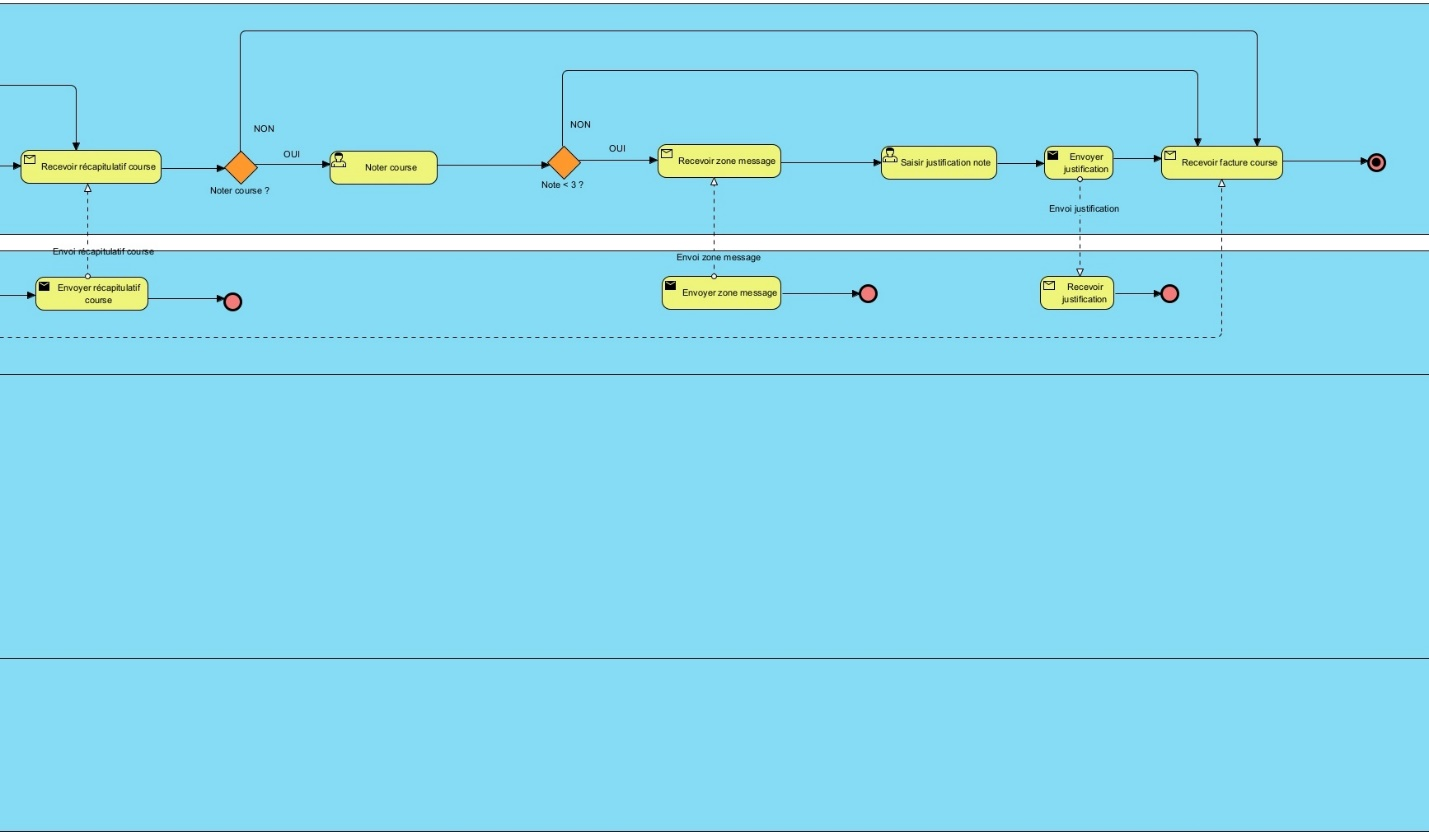 NON
NON
OUI
OUI
Recevoir récapitulatif course
Noter course ?
Noter course
Note < 3 ?
Recevoir zone message
Saisir justification note
Envoyer
justification
Recevoir facture course
Envoi justification
Envoi récapitulatif course
Envoi zone message
Envoyer récapitulatif
course
Envoyer zone message
Recevoir
justification